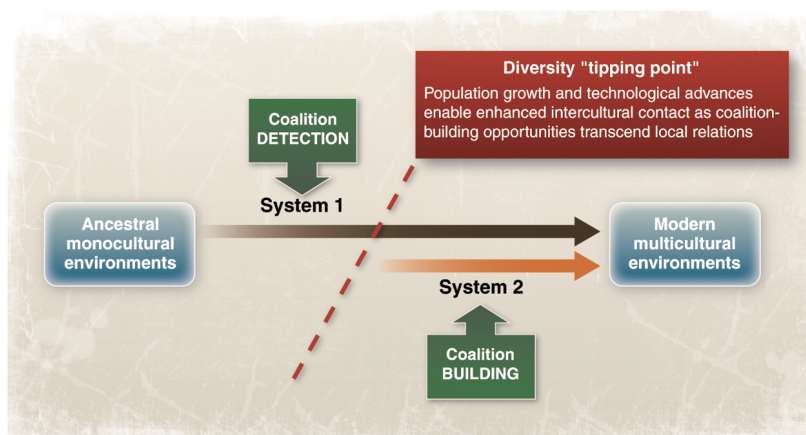 Diversity "tipping point"
Population growth and technological advances
enable enhanced intercultural contact as coalition-
building opportunities transcend local relations
Coalition
DETECTION
System 1
Ancestral
monocultural
environments
Modern
multicultural
environments
System 2
Coalition
BUILDING